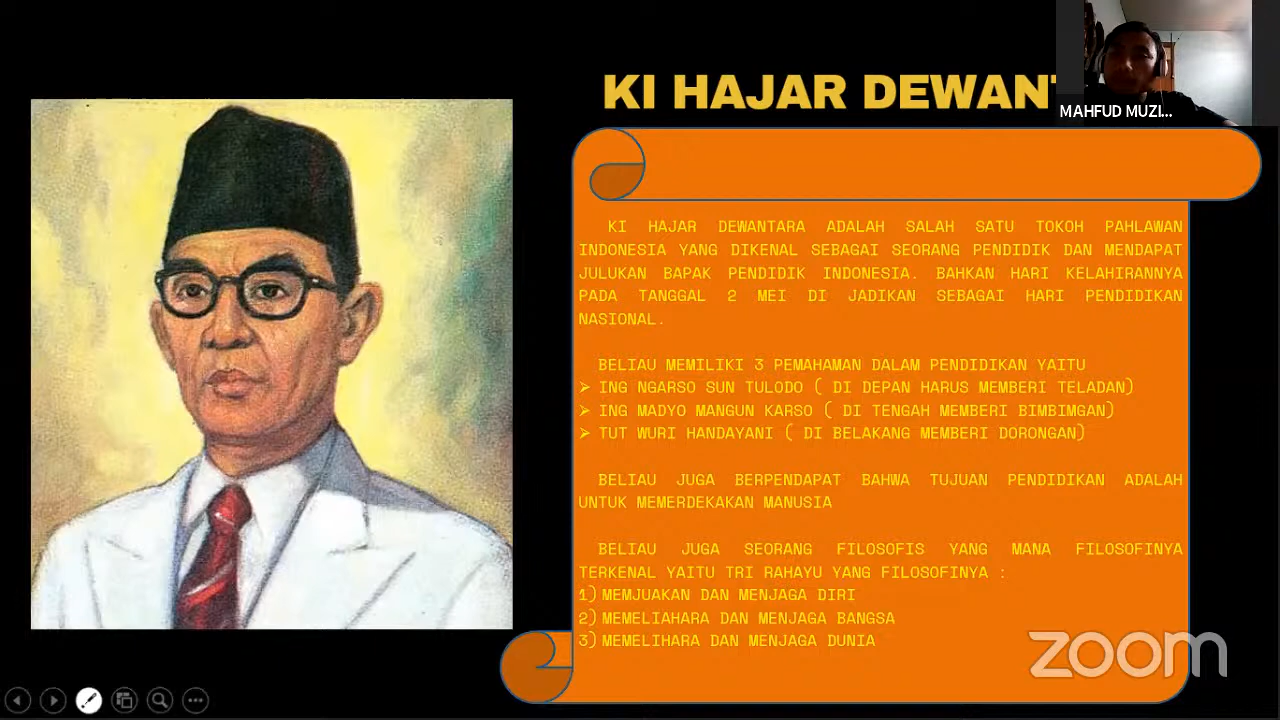 KI HAJAR DEWANT
MAHFUD MUZI...
KI HAJAR DEWANTARA ADALAH SALAH SATU TOKOH PAHLAWAN
INDONESIA YANG DIKENAL SEBAGAI SEORANG PENDIDIK DAN MENDAPAT
JULUKAN BAPAK PENDIDIK INDONESIA. BAHKAN HARI KELAHIRANNYA
PADA TANGGAL 2 MEI DI JADIKAN SEBAGAI HARI PENDIDIKAN
NASIONAL.
BELIAU MEMILIKI 3 PEMAHAMAN DALAM PENDIDIKAN YAITU
➢ ING NGARSO SUN TULODO ( DI DEPAN HARUS MEMBERI TELADAN)
➢ ING MADYO MANGUN KARSO ( DI TENGAH MEMBERI BIMBIMGAN)
➢ TUT WURI HANDAYANI ( DI BELAKANG MEMBERI DORONGAN)
BELIAU JUGA BERPENDAPAT BAHWA TUJUAN PENDIDIKAN ADALAH
UNTUK MEMERDEKAKAN MANUSIA
BELIAU JUGA SEORANG FILOSOFIS YANG MANA FILOSOFINYA
TERKENAL YAITU TRI RAHAYU YANG FILOSOFINYA :
1) MEMJUAKAN DAN MENJAGA DIRI
2) MEMELIAHARA DAN MENJAGA BANGSA
3) MEMELIHARA DAN MENJAGA DUNIA
zoom